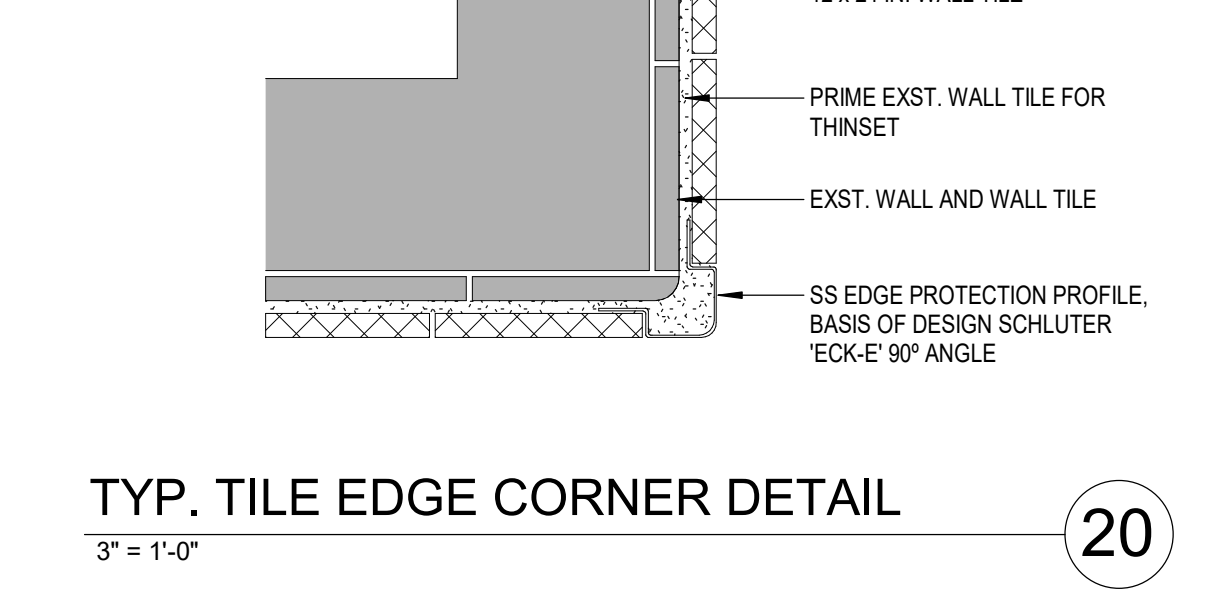 PRIME EXST. WALL TILE FOR
THINSET
EXST. WALL AND WALL TILE
SS EDGE PROTECTION PROFILE,
BASIS OF DESIGN SCHLUTER
'ECK-E' 90º ANGLE
TYP. TILE EDGE CORNER DETAIL
20
3" = 1'-0"